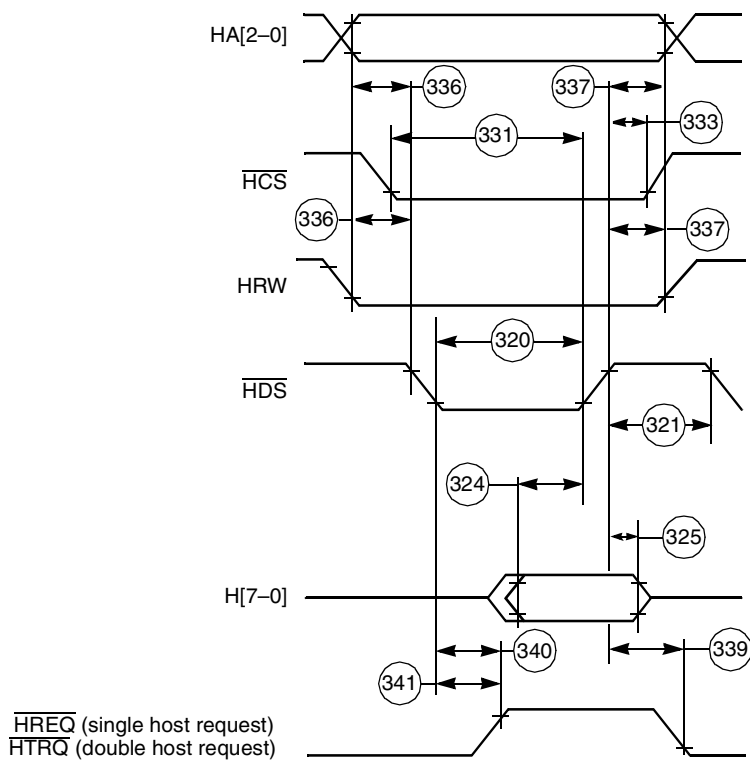 HA[2–0]
336
337
333
331
HCS
336
337
HRW
320
HDS
321
324
325
H[7–0]
340
339
341
HREQ (single host request)
HTRQ (double host request)